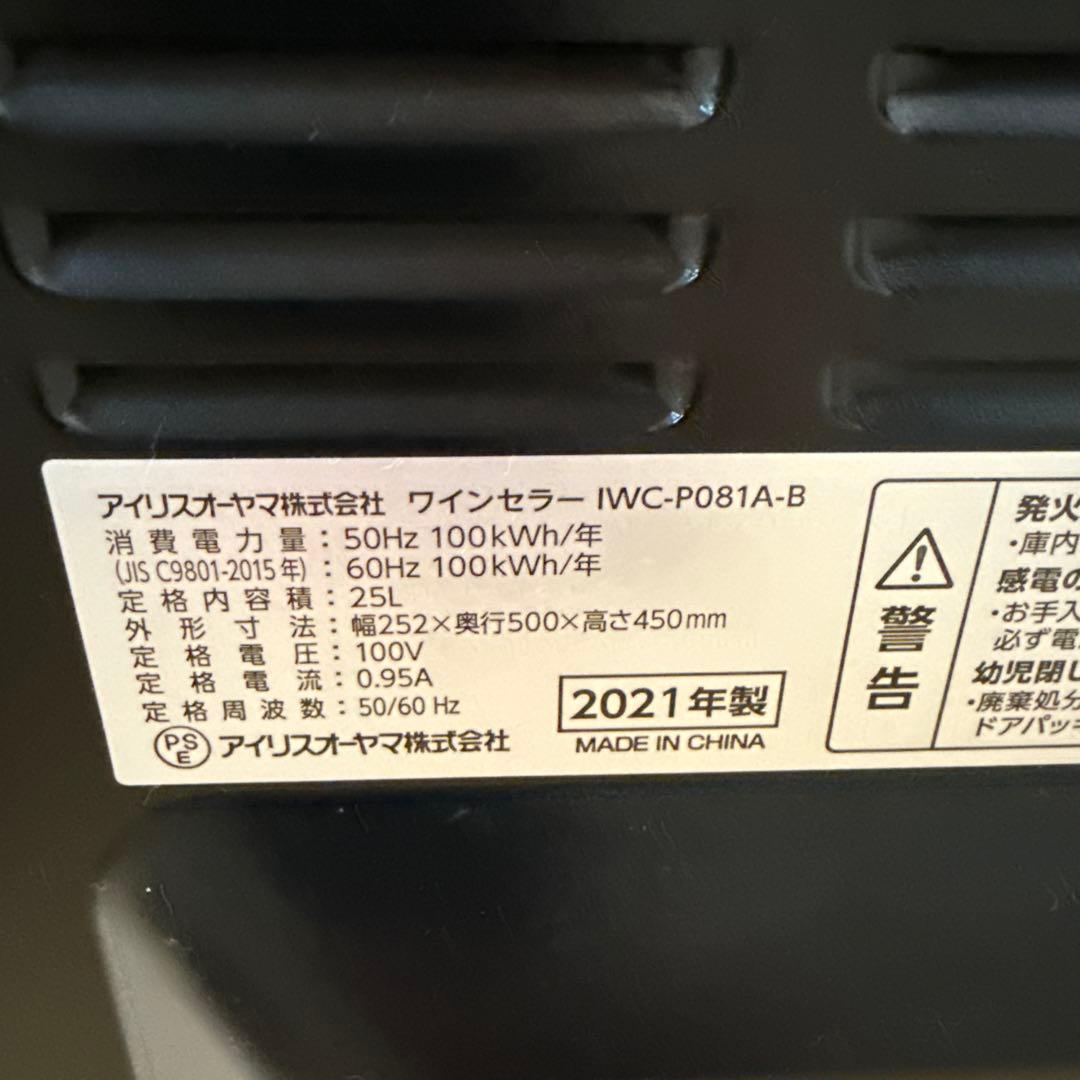 アイリスオーヤマ株式会社 ワインセラー IWC-P081A-B
消費電力量：50Hz 100kWh/年
(JIS C9801-2015年)：60Hz 100kWh/年
定格内容積：25L
外形寸法：幅252×奥行500×高さ450mm
定格電圧：100V
定格電流：0.95A
定格周波数：50/60 Hz
PSE アイリスオーヤマ株式会社
2021年製
MADE IN CHINA
警告
発火
・庫内
感電の
・お手入
必ず電
幼児閉じ
・廃棄処分
ドアパッキ